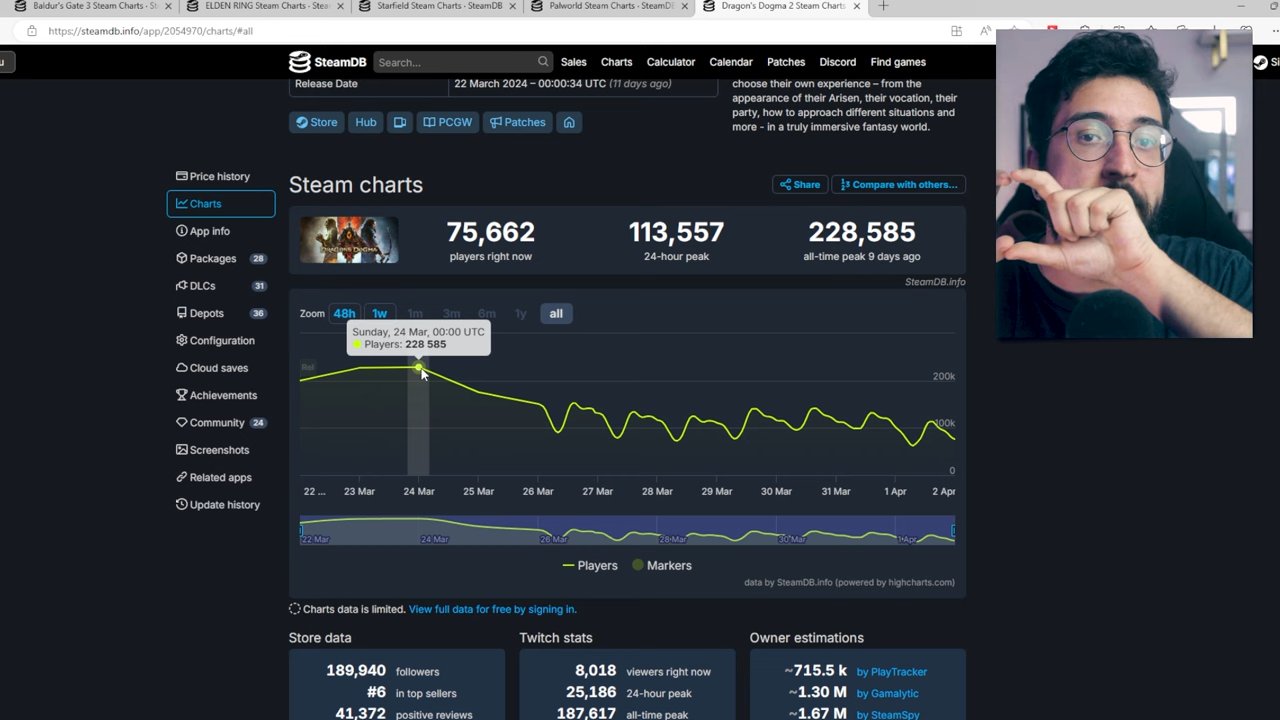 Baldur's Gate 3 Steam Charts · St
ELDEN RING Steam Charts · Stea
Starfield Steam Charts · SteamDB
Palworld Steam Charts · SteamDB
Dragon's Dogma 2 Steam Charts
https://steamdb.info/app/2054970/charts/#all
u
SteamDB
Search...
Sales
Charts
Calculator
Calendar
Patches
Discord
Find games
Si
Release Date
22 March 2024 – 00:00:34 UTC (11 days ago)
choose their own experience – from the
appearance of their Arisen, their vocation, their
party, how to approach different situations and
more - in a truly immersive fantasy world.
Store
Hub
PCGW
Patches
Price history
Charts
App info
Packages 28
DLCs 31
Depots 36
Configuration
Cloud saves
Achievements
Community 24
Screenshots
Related apps
Update history
Steam charts
Share
Compare with others...
DRAGON'S DOGMA
75,662
players right now
113,557
24-hour peak
228,585
all-time peak 9 days ago
SteamDB.info
Zoom 48h 1w 1m 3m 6m 1y all
Sunday, 24 Mar, 00:00 UTC
Players: 228 585
Rel
200k
100k
0
22 ... 23 Mar 24 Mar 25 Mar 26 Mar 27 Mar 28 Mar 29 Mar 30 Mar 31 Mar 1 Apr 2 Apr
22 Mar 24 Mar 26 Mar 28 Mar 30 Mar 1 Apr
Players
Markers
data by SteamDB.info (powered by highcharts.com)
Charts data is limited. View full data for free by signing in.
Store data
189,940 followers
#6 in top sellers
41,372 positive reviews
Twitch stats
8,018 viewers right now
25,186 24-hour peak
187,617 all-time peak
Owner estimations
~715.5 k by PlayTracker
~1.30 M by Gamalytic
~1.67 M by SteamSpy